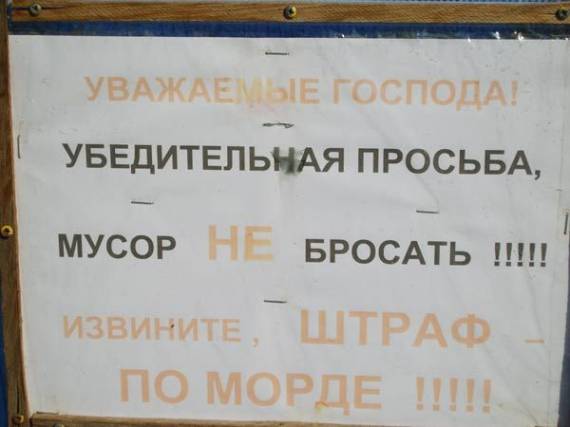 УВАЖАЕМЫЕ ГОСПОДА!
УБЕДИТЕЛЬНАЯ ПРОСЬБА,
МУСОР НЕ БРОСАТЬ !!!!!
ИЗВИНИТЕ , ШТРАФ –
ПО МОРДЕ !!!!!